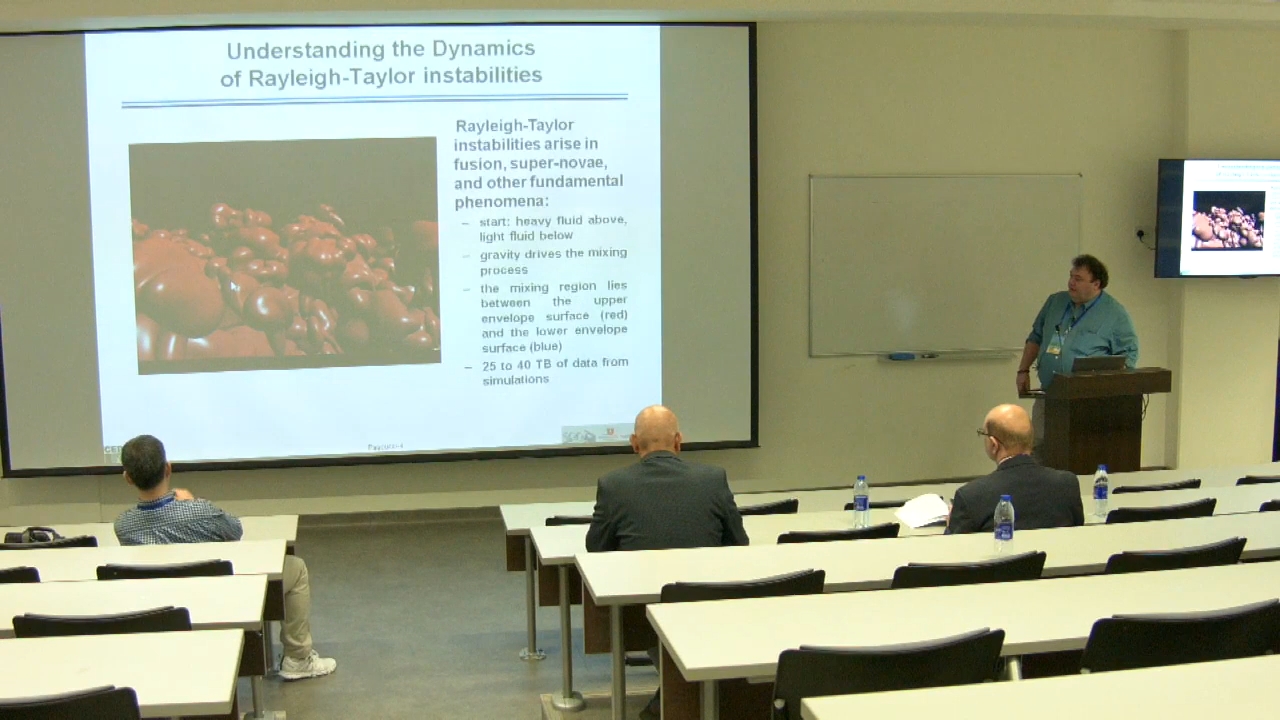 Understanding the Dynamics
of Rayleigh-Taylor instabilities
Rayleigh-Taylor
instabilities arise in
fusion, super-novae,
and other fundamental
phenomena:
– start: heavy fluid above,
light fluid below
– gravity drives the mixing
process
– the mixing region lies
between the upper
envelope surface (red)
and the lower envelope
surface (blue)
– 25 to 40 TB of data from
simulations